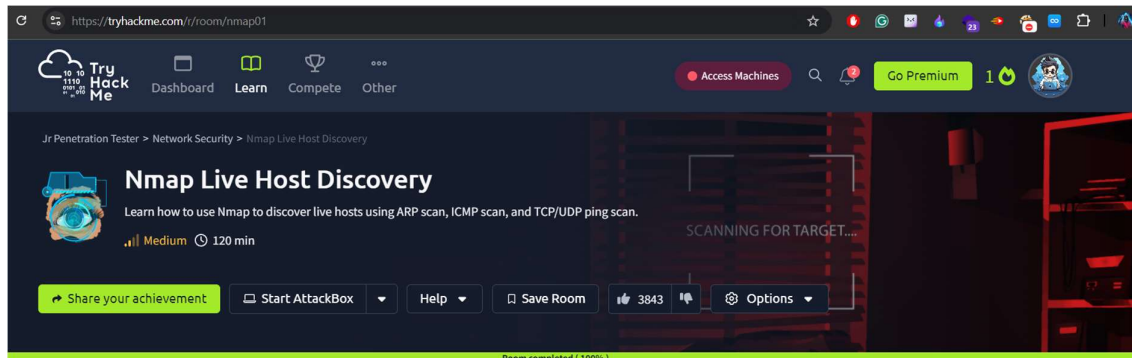 https://tryhackme.com/r/room/nmap01
23
Try
Hack
Me
10 10
1110
0101 01
Dashboard
Learn
Compete
Other
Access Machines
2
Go Premium
1
Jr Penetration Tester > Network Security > Nmap Live Host Discovery
Nmap Live Host Discovery
Learn how to use Nmap to discover live hosts using ARP scan, ICMP scan, and TCP/UDP ping scan.
Medium 120 min
SCANNING FOR TARGET....
Share your achievement
Start AttackBox
Help
Save Room
3843
Options
Room completed ( 100% )